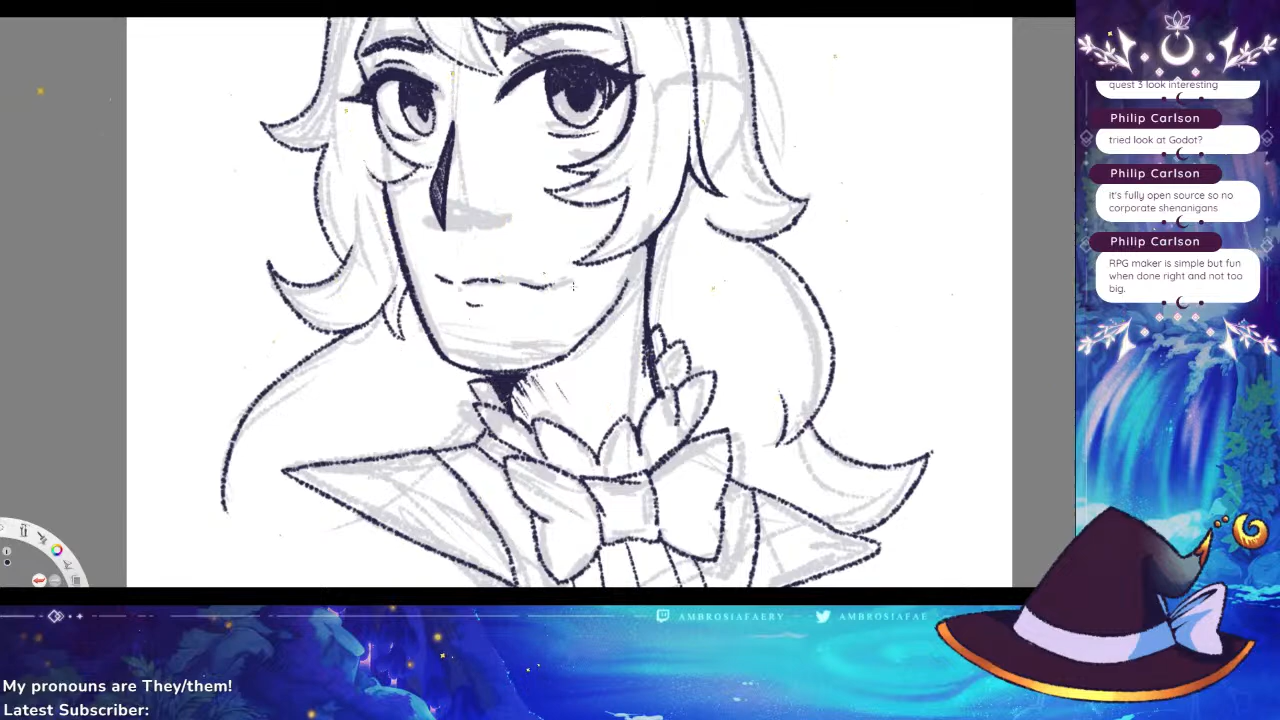 quest 3 look interesting
Philip Carlson
tried look at Godot?
Philip Carlson
it's fully open source so no
corporate shenanigans
Philip Carlson
RPG maker is simple but fun
when done right and not too
big.
AMBROSIAFAERY
AMBROSIAFAE
My pronouns are They/them!
Latest Subscriber: